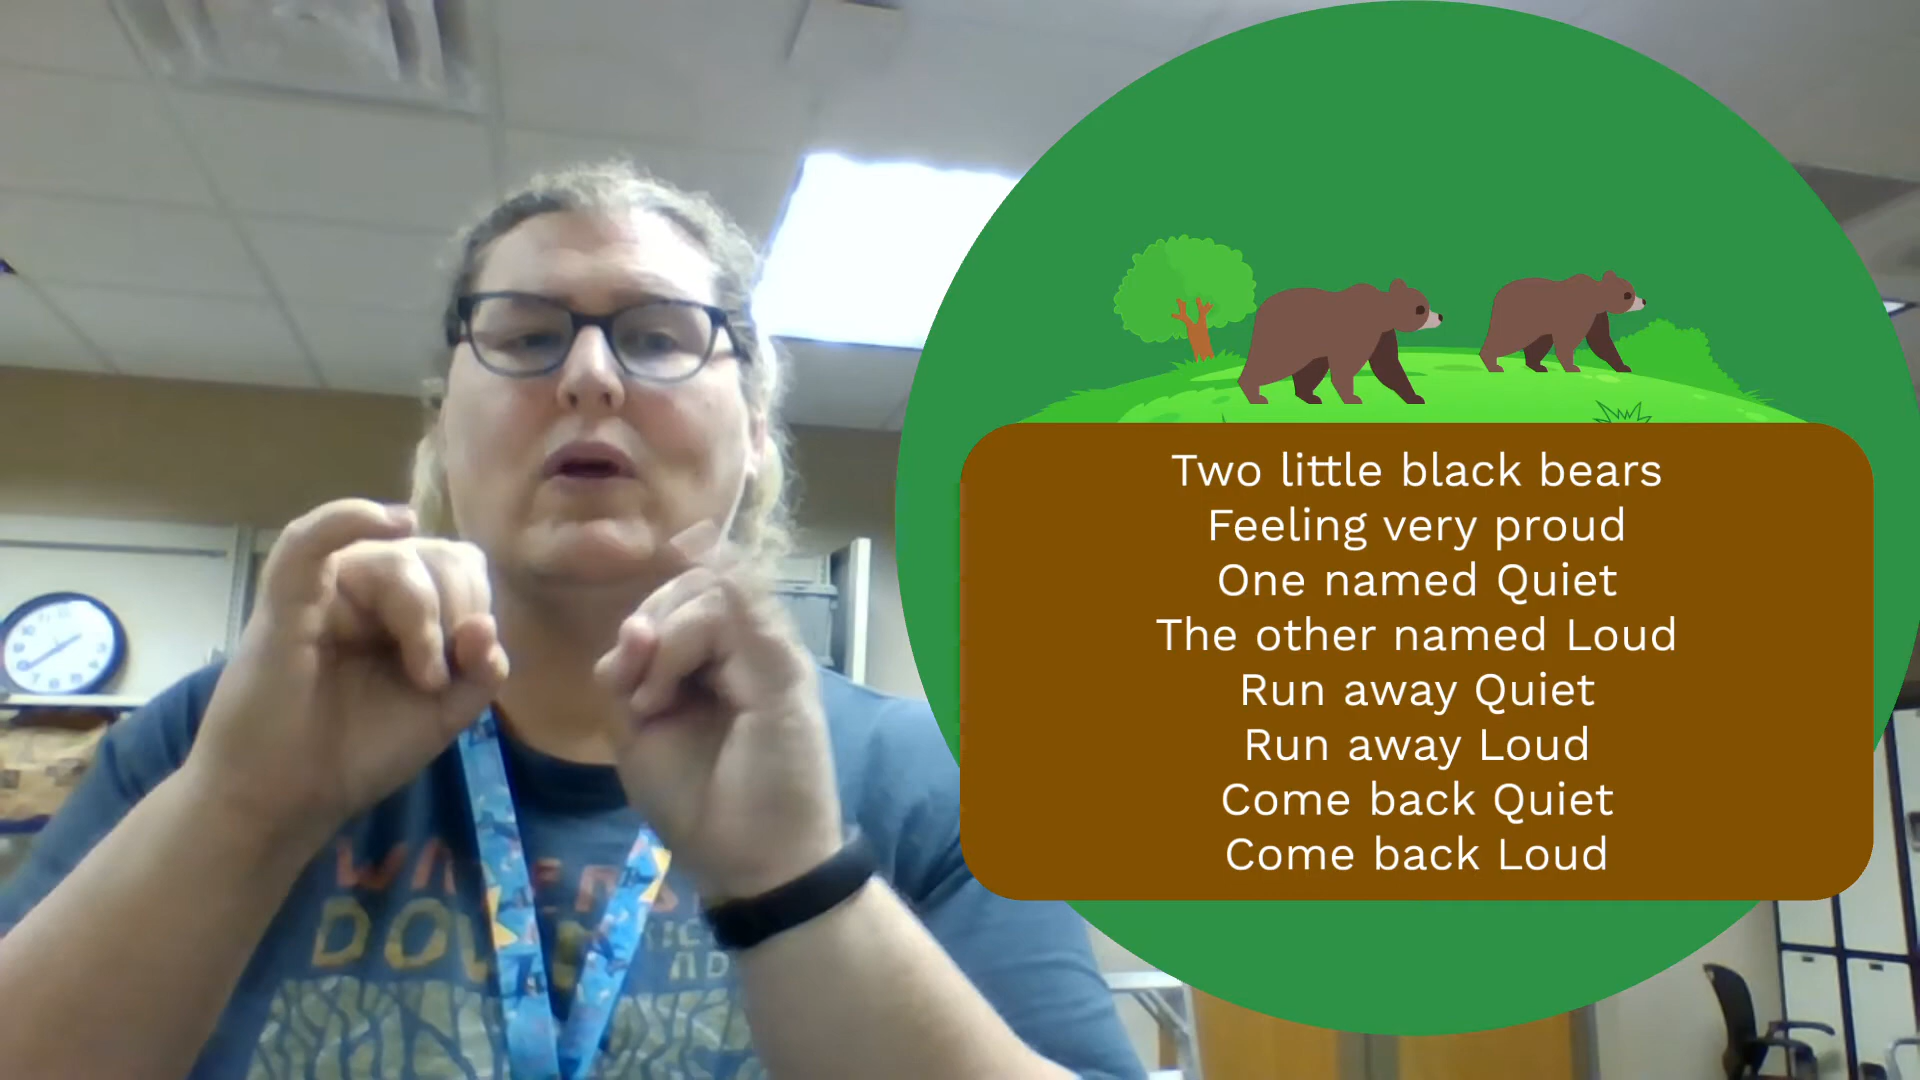 Two little black bears
Feeling very proud
One named Quiet
The other named Loud
Run away Quiet
Run away Loud
Come back Quiet
Come back Loud